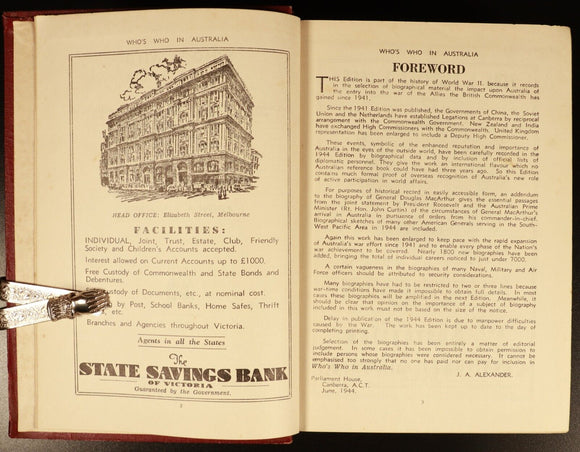 WHO'S WHO IN AUSTRALIA
HEAD OFFICE: Elizabeth Street, Melbourne
FACILITIES:
INDIVIDUAL, Joint, Trust, Estate, Club, Friendly
Society and Children's Accounts accepted.
Interest allowed on Current Accounts up to £1000.
Free Custody of Commonwealth and State Bonds and
Debentures.
Custody of Documents, etc., at nominal cost.
by Post, School Banks, Home Safes, Thrift
etc.
Branches and Agencies throughout Victoria.
Agents in all the States
The
STATE SAVINGS BANK
OF VICTORIA
Guaranteed by the Government.
WHO'S WHO IN AUSTRALIA
FOREWORD
THIS Edition is part of the history of World War II. because it records
in the selection of biographical material the impact upon Australia of
the entry into the war of the Allies the British Commonwealth has
gained since 1941.
Since the 1941 Edition was published, the Governments of China, the Soviet
Union and the Netherlands have established Legations at Canberra by reciprocal
arrangement with the Commonwealth Government. New Zealand and India
have exchanged High Commissioners with the Commonwealth. United Kingdom
representation has been enlarged to include a Deputy High Commissioner.
These events, symbolic of the enhanced reputation and importance of
Australia in the eyes of the outside world, have been carefully recorded in the
1944 Edition by biographical data and by inclusion of official lists of
diplomatic personnel. They give the work an international flavour which no
Australian reference book could have had three years ago. So this Edition
contains much formal proof of overseas recognition of Australia's new role
of active participation in world affairs.
For purposes of historical record in easily accessible form, an addendum
to the biography of General Douglas MacArthur gives the essential passages
from the joint statement by President Roosevelt and the Australian Prime
Minister (Rt. Hon. John Curtin) of the circumstances of General MacArthur's
arrival in Australia in pursuance of orders from his commander-in-chief.
Biographical sketches of many other American Generals serving in the South-
West Pacific Area in 1944 are included.
Again this work has been enlarged to keep pace with the rapid expansion
of Australia's war effort since 1941 and to enable every phase of the Nation's
war achievement to be covered. Nearly 1800 new biographies have been
added, bringing the total of individual careers noticed to just under 7000.
A certain vagueness in the biographies of many Naval, Military and Air
Force officers should be attributed to security considerations.
Many biographies have had to be restricted to two or three lines because
war-time conditions have made it impossible to obtain full details. In most
cases these biographies will be amplified in the next Edition. Meanwhile, it
should be clear that opinion on the importance of a subject of biography
included in this work must not be based on the size of the notice.
Delay in publication of the 1944 Edition is due to manpower difficulties
caused by the War. The work has been kept up to date to the day of
completing printing.
Selection of the biographies has been entirely a matter of editorial
judgement. In some cases it has been impossible to obtain permission to
include persons whose biographies were considered necessary. It cannot be
emphasised too strongly that no one has paid nor can pay for inclusion in
Who's Who in Australia.
J. A. ALEXANDER.
Parliament House,
Canberra, A.C.T.
June, 1944.
3